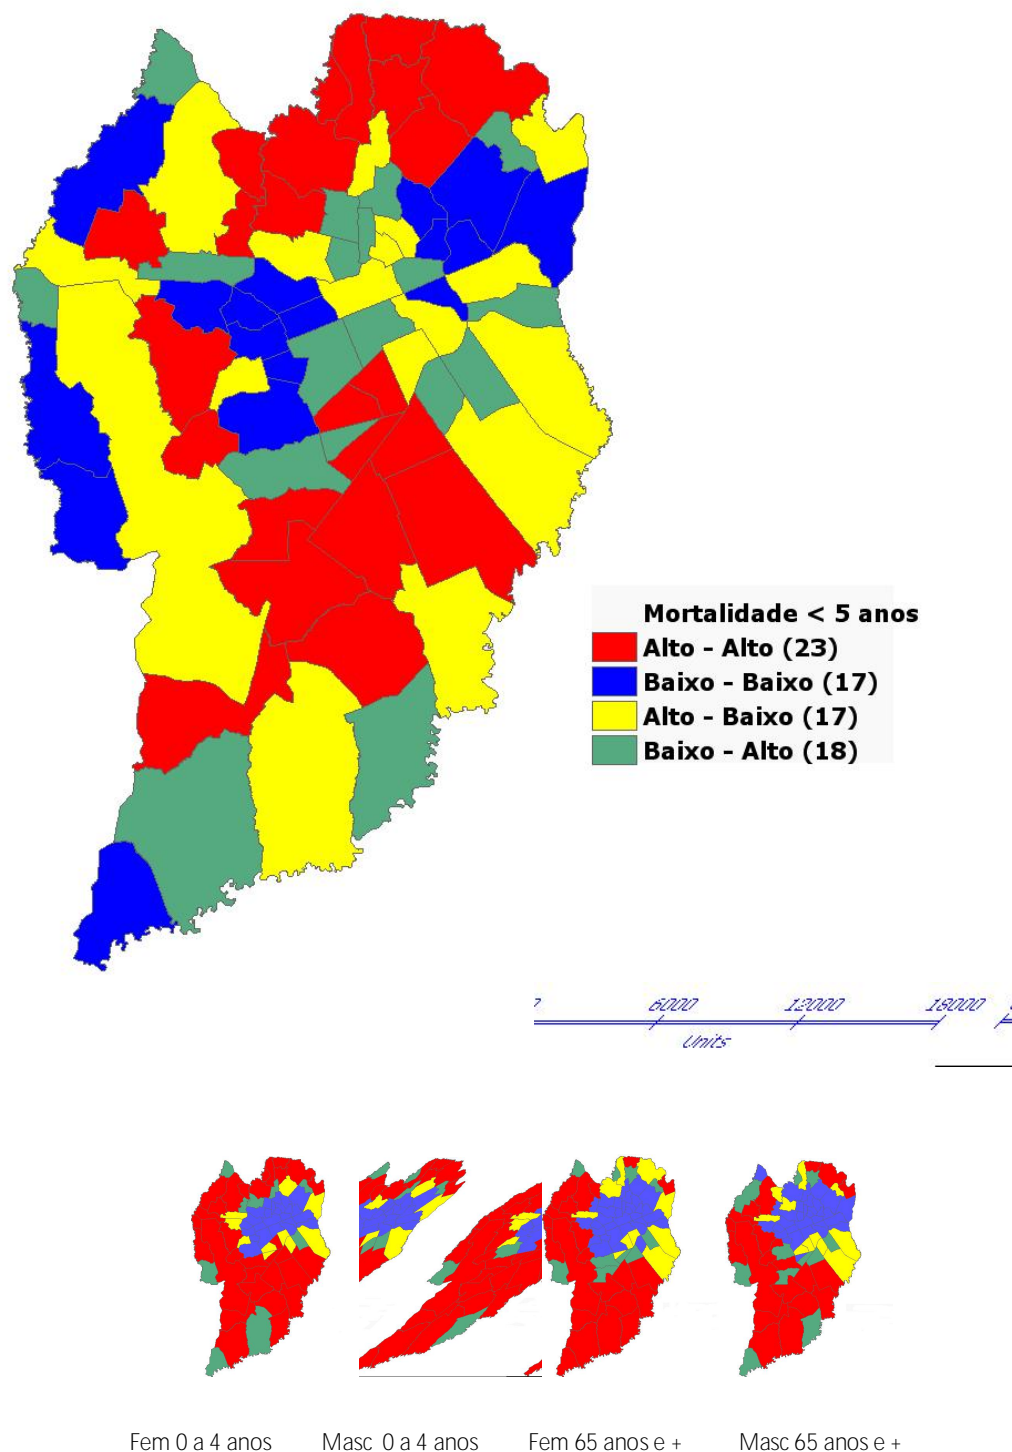 Mortalidade < 5 anos
Alto - Alto (23)
Baixo - Baixo (17)
Alto - Baixo (17)
Baixo - Alto (18)
6000 12000 18000
Units
Fem 0 a 4 anos Masc 0 a 4 anos Fem 65 anos e + Masc 65 anos e +